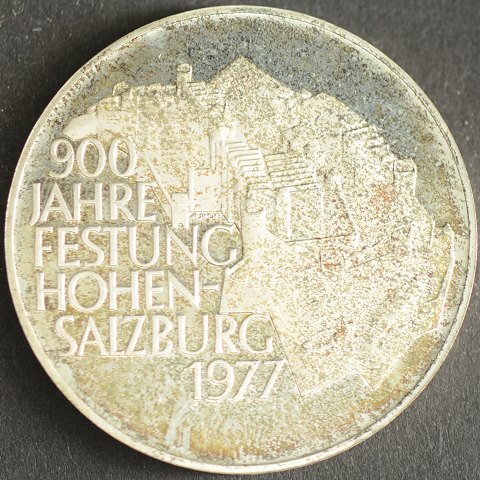 900
JAHRE
FESTUNG
HOHEN-
SALZBURG
1977